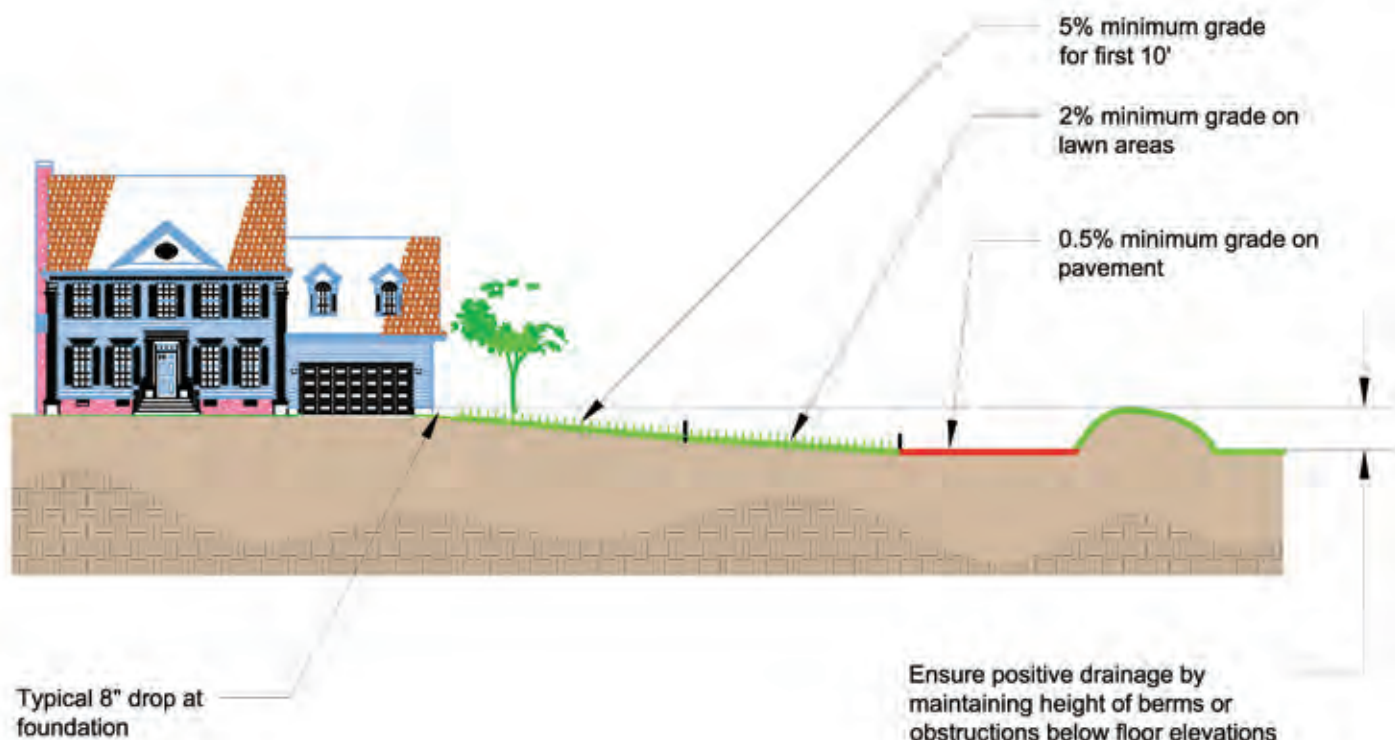 5% minimum grade
for first 10'
2% minimum grade on
lawn areas
0.5% minimum grade on
pavement
Typical 8" drop at
foundation
Ensure positive drainage by
maintaining height of berms or
obstructions below floor elevations